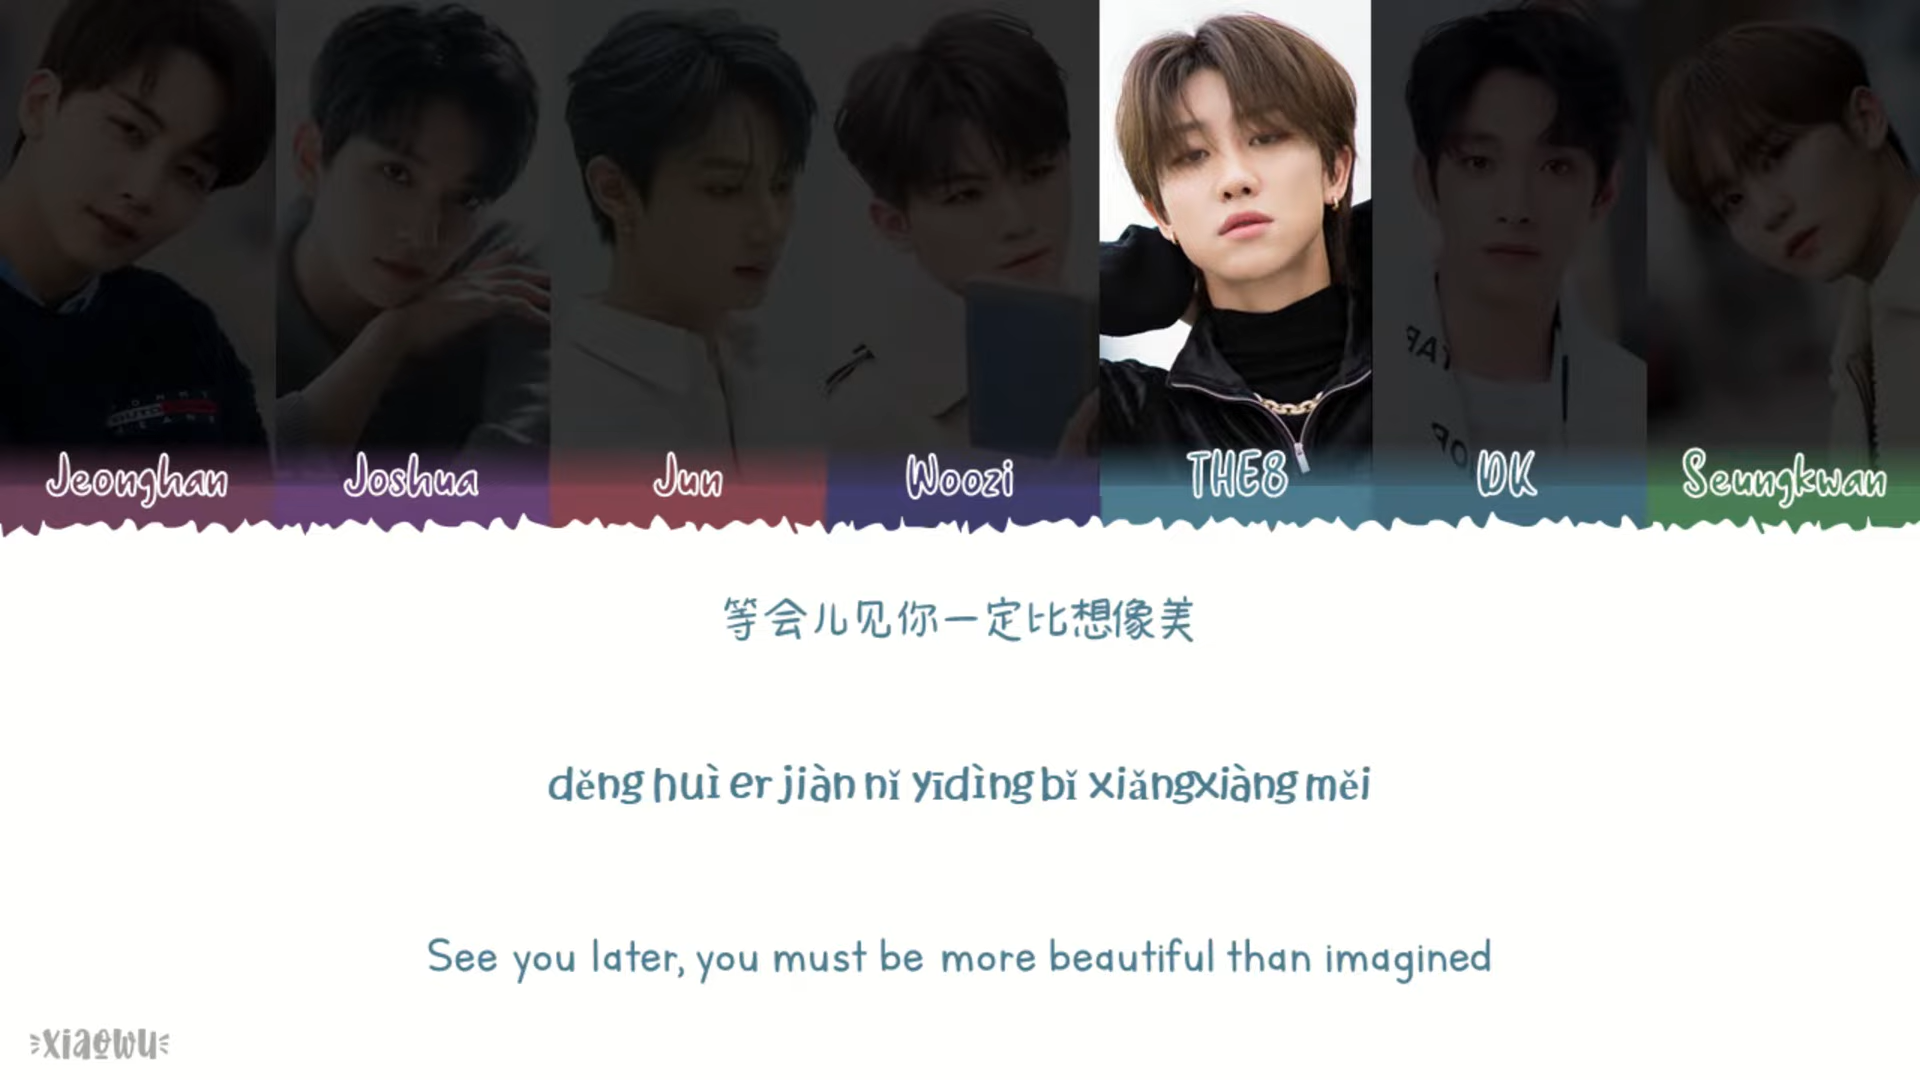 Jeonghan Joshua Jun Woozi THE8 DK Seungkwan
等会儿见你一定比想像美
děng huì er jiàn nǐ yīdìng bǐ xiǎngxiàng měi
See you later, you must be more beautiful than imagined
xiaowu